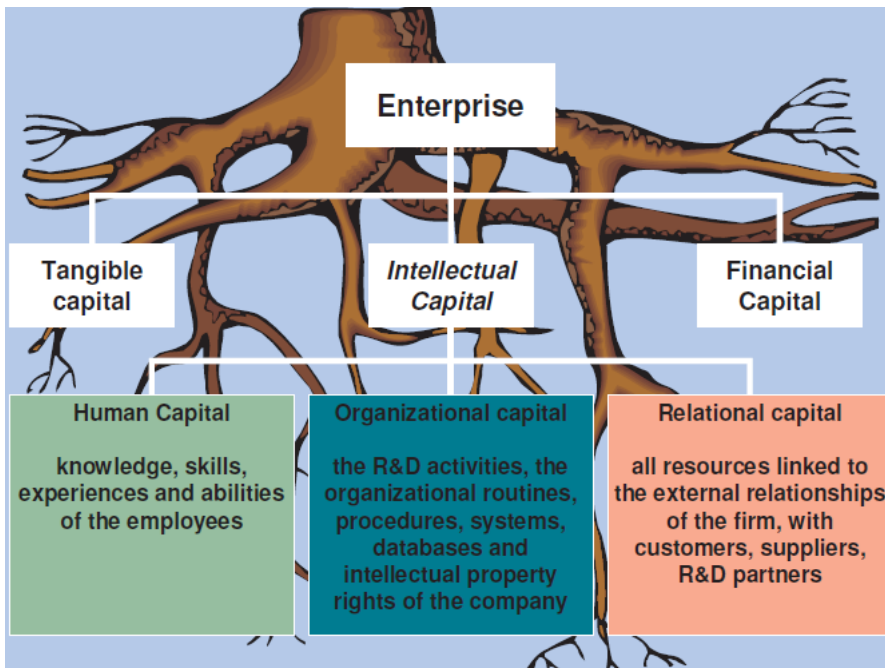 Enterprise
Tangible
capital
Intellectual
Capital
Financial
Capital
Human Capital
knowledge, skills,
experiences and abilities
of the employees
Organizational capital
the R&D activities, the
organizational routines,
procedures, systems,
databases and
intellectual property
rights of the company
Relational capital
all resources linked to
the external relationships
of the firm, with
customers, suppliers,
R&D partners